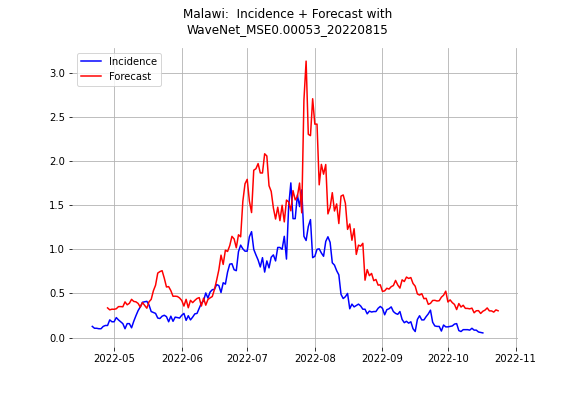 Malawi:  Incidence + Forecast with
WaveNet_MSE0.00053_20220815
Incidence
Forecast
3.0
2.5
2.0
1.5
1.0
0.5
0.0
2022-05 2022-06 2022-07 2022-08 2022-09 2022-10 2022-11